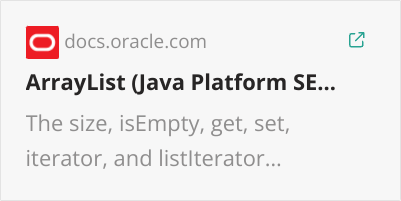 docs.oracle.com
ArrayList (Java Platform SE...
The size, isEmpty, get, set,
iterator, and listIterator...